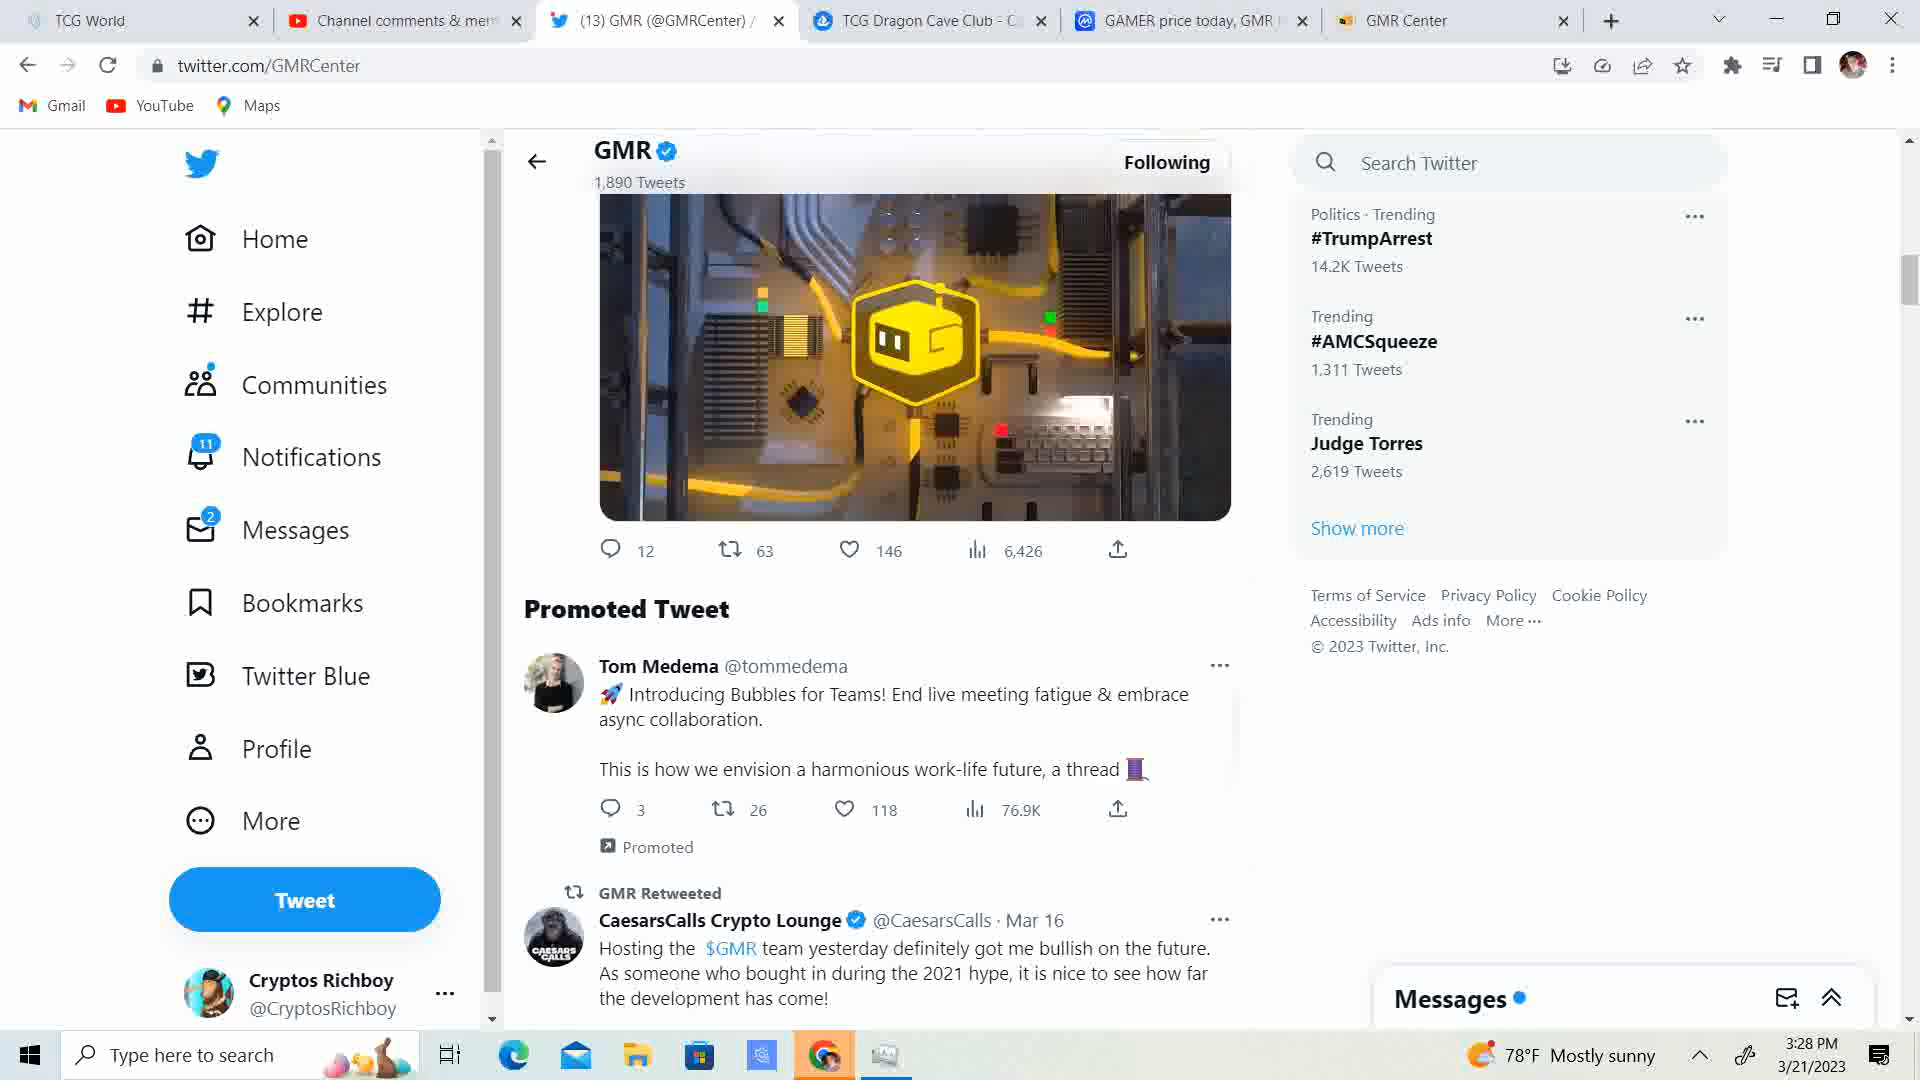 TCG World
Channel comments & mem
(13) GMR (@GMRCenter) /
TCG Dragon Cave Club - C
GAMER price today, GMR
GMR Center
twitter.com/GMRCenter
Gmail
YouTube
Maps
GMR
1,890 Tweets
Following
Search Twitter
Home
Explore
Communities
11
Notifications
2
Messages
Bookmarks
Twitter Blue
Profile
More
Tweet
Cryptos Richboy
@CryptosRichboy
12
63
146
6,426
Promoted Tweet
Tom Medema @tommedema
🚀 Introducing Bubbles for Teams! End live meeting fatigue & embrace
async collaboration.
This is how we envision a harmonious work-life future, a thread 🧵
3
26
118
76.9K
Promoted
GMR Retweeted
CaesarsCalls Crypto Lounge @CaesarsCalls · Mar 16
CAESARS
CALLS
Hosting the $GMR team yesterday definitely got me bullish on the future.
As someone who bought in during the 2021 hype, it is nice to see how far
the development has come!
Politics · Trending
#TrumpArrest
14.2K Tweets
Trending
#AMCSqueeze
1,311 Tweets
Trending
Judge Torres
2,619 Tweets
Show more
Terms of Service Privacy Policy Cookie Policy
Accessibility Ads info More ···
© 2023 Twitter, Inc.
Messages
Type here to search
78°F Mostly sunny
3:28 PM
3/21/2023